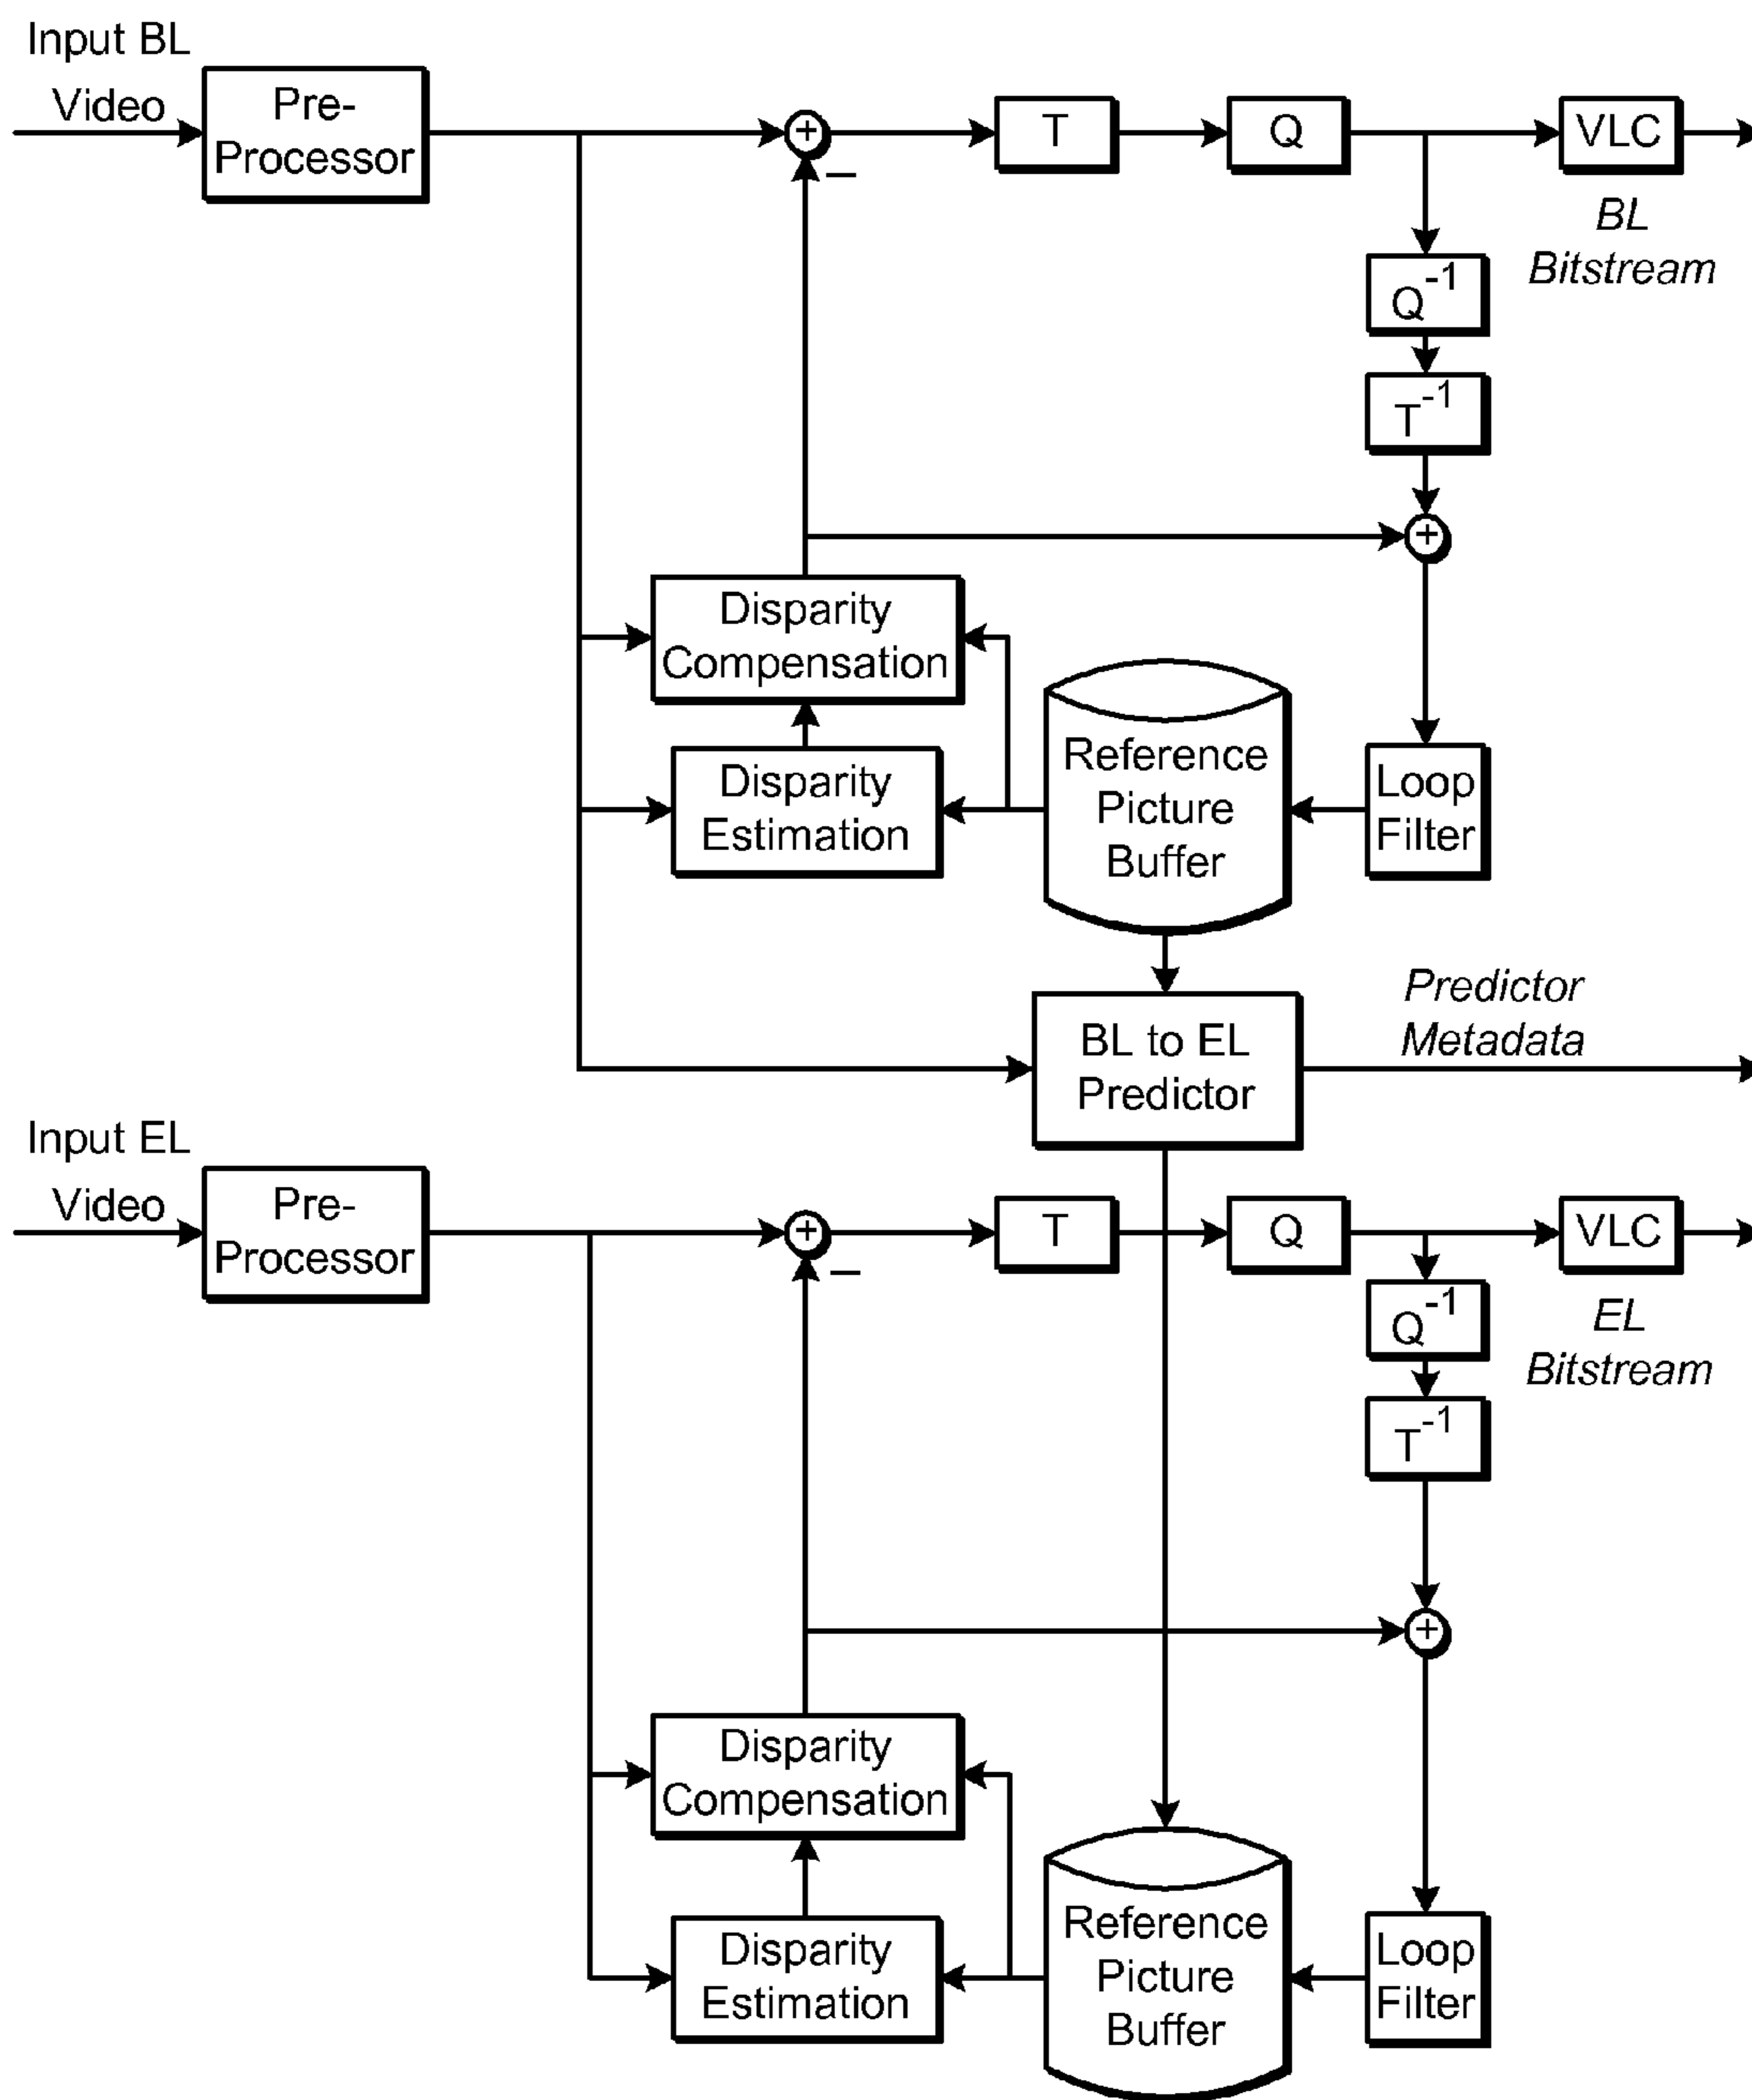 Input BL
Video
Pre-
Processor
+
−
T
Q
VLC
BL
Bitstream
Q-1
T-1
+
Disparity
Compensation
Disparity
Estimation
Reference
Picture
Buffer
Loop
Filter
BL to EL
Predictor
Predictor
Metadata
Input EL
Video
Pre-
Processor
+
−
T
Q
VLC
EL
Bitstream
Q-1
T-1
+
Disparity
Compensation
Disparity
Estimation
Reference
Picture
Buffer
Loop
Filter